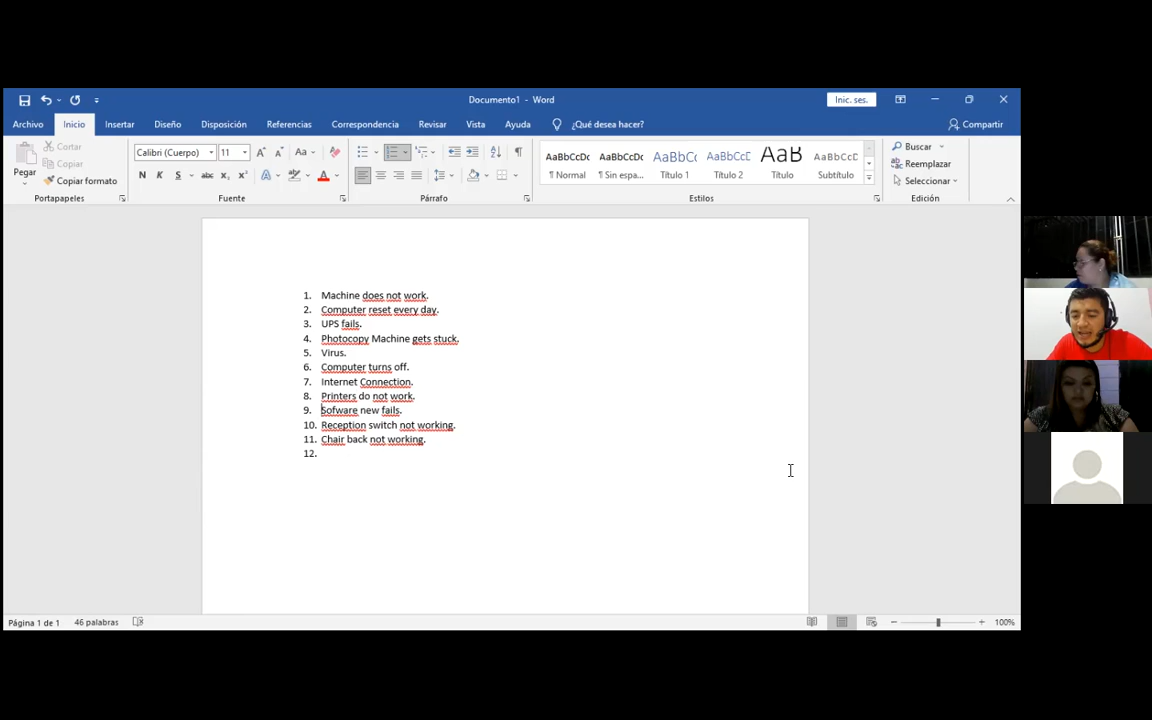 Documento1 - Word
Inic. ses.
Archivo Inicio Insertar Diseño Disposición Referencias Correspondencia Revisar Vista Ayuda ¿Qué desea hacer? Compartir
Pegar
Cortar
Copiar
Copiar formato
Portapapeles
Calibri (Cuerpo) 11
Aa
N K S abc x₂ x² A A
Fuente
Párrafo
AaBbCcDc AaBbCcDc AaBbCc AaBbCcE AaB AaBbCcC
¶ Normal ¶ Sin espa... Título 1 Título 2 Título Subtítulo
Estilos
Buscar
Reemplazar
Seleccionar
Edición
1. Machine does not work.
2. Computer reset every day.
3. UPS fails.
4. Photocopy Machine gets stuck.
5. Virus.
6. Computer turns off.
7. Internet Connection.
8. Printers do not work.
9. Sofware new fails.
10. Reception switch not working.
11. Chair back not working.
12.
Página 1 de 1 46 palabras 100%